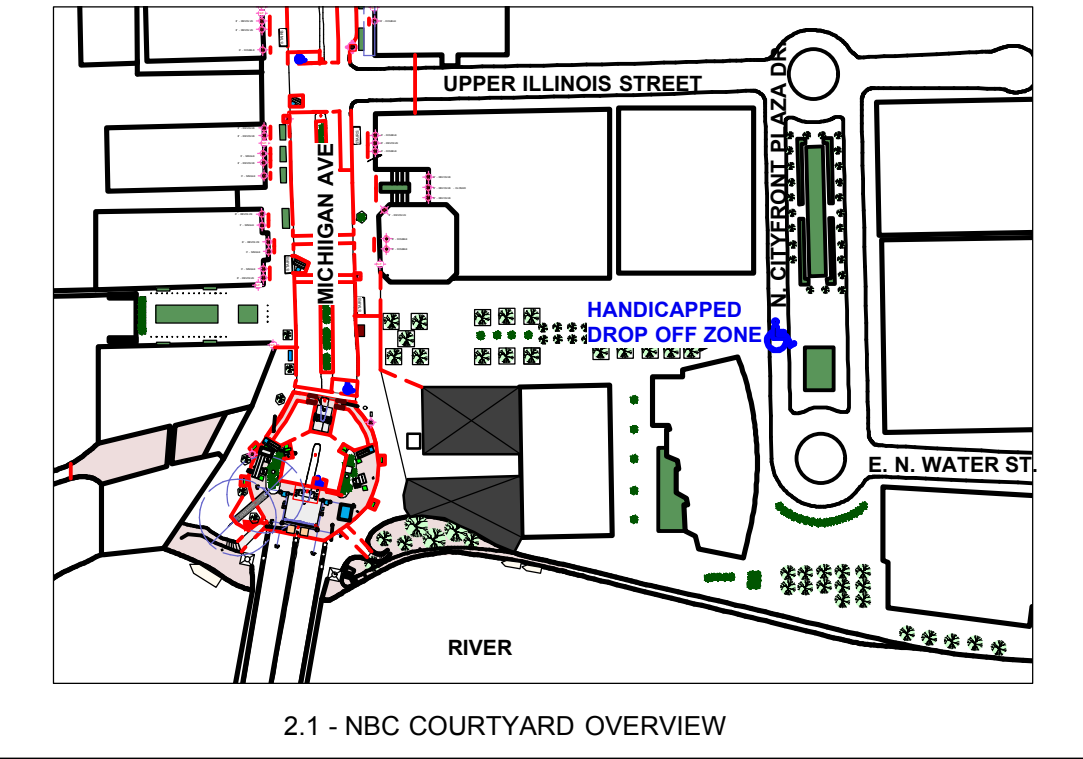 UPPER ILLINOIS STREET
N. CITYFRONT PLAZA DR.
MICHIIGAN AVE
HANDICAPPED
DROP OFF ZONE
E. N. WATER ST.
RIVER
2.1 - NBC COURTYARD OVERVIEW